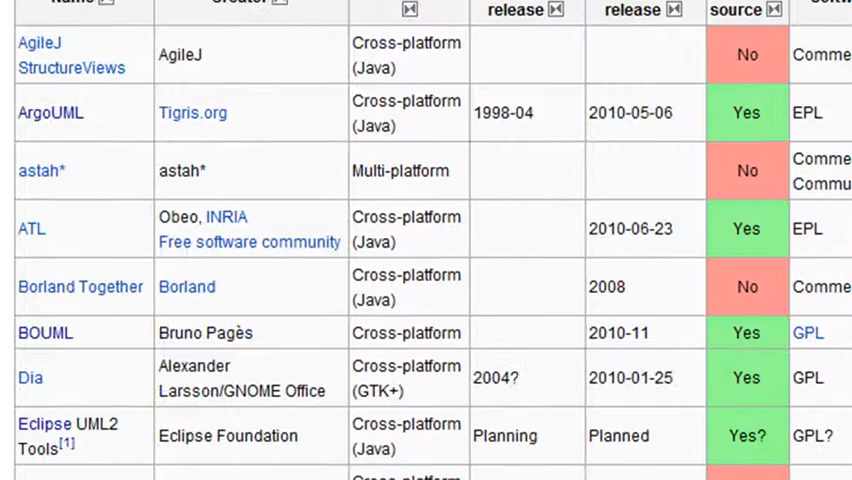 release release source
AgileJ StructureViews AgileJ Cross-platform (Java) No Comme
ArgoUML Tigris.org Cross-platform (Java) 1998-04 2010-05-06 Yes EPL
astah* astah* Multi-platform No Comme Commu
ATL Obeo, INRIA Free software community Cross-platform (Java) 2010-06-23 Yes EPL
Borland Together Borland Cross-platform (Java) 2008 No Comme
BOUML Bruno Pagès Cross-platform 2010-11 Yes GPL
Dia Alexander Larsson/GNOME Office Cross-platform (GTK+) 2004? 2010-01-25 Yes GPL
Eclipse UML2 Tools[1] Eclipse Foundation Cross-platform (Java) Planning Planned Yes? GPL?